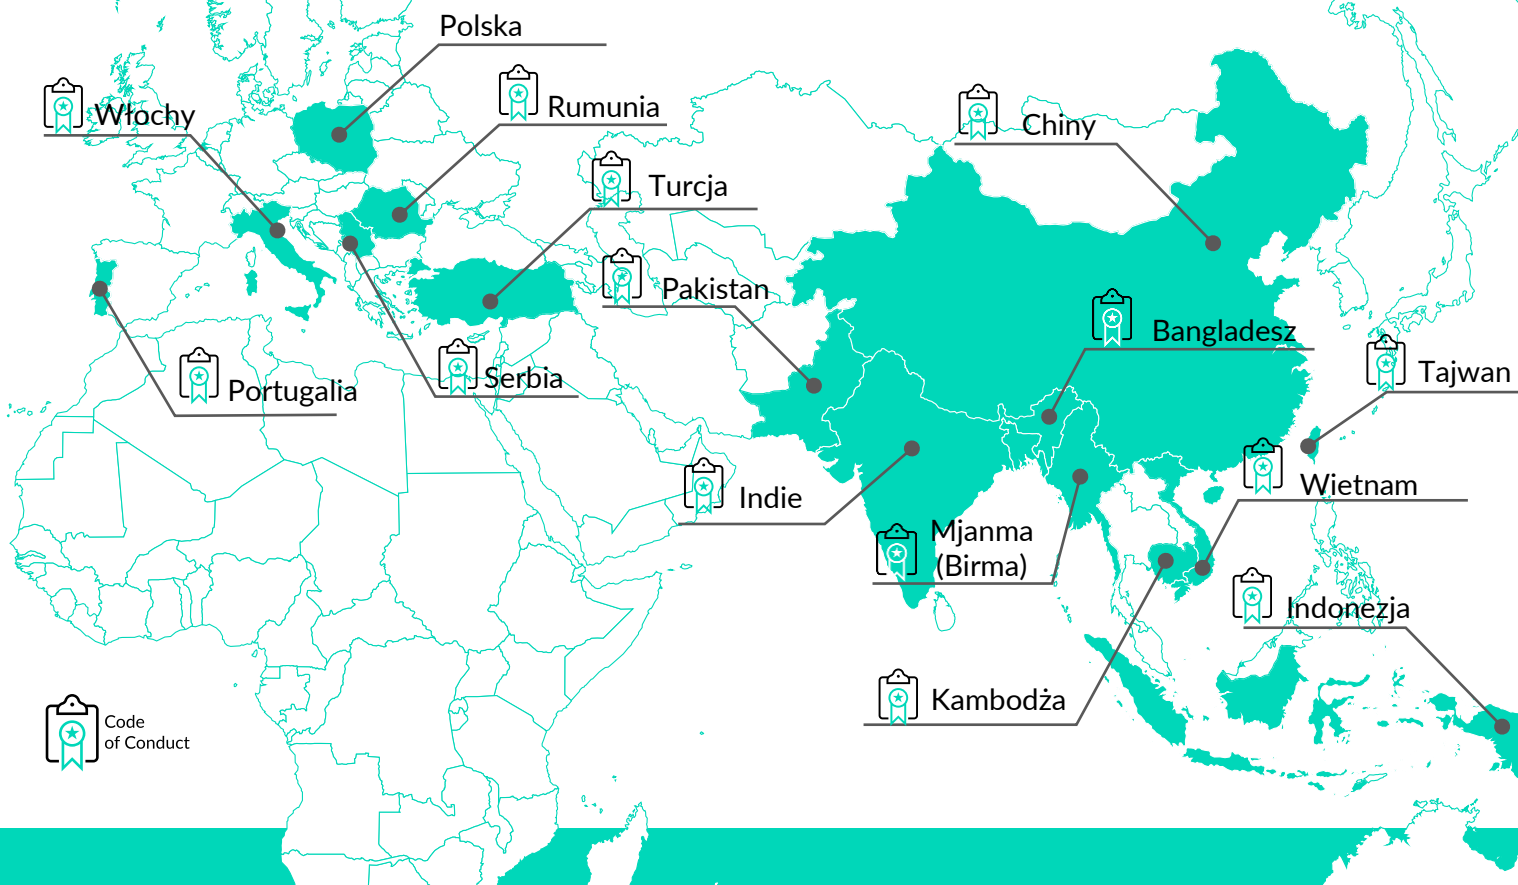 Polska
Włochy
Rumunia
Chiny
Turcja
Pakistan
Bangladesz
Tajwan
Portugalia
Serbia
Wietnam
Indie
Mjanma
(Birma)
Indonezja
Kambodża
Code
of Conduct